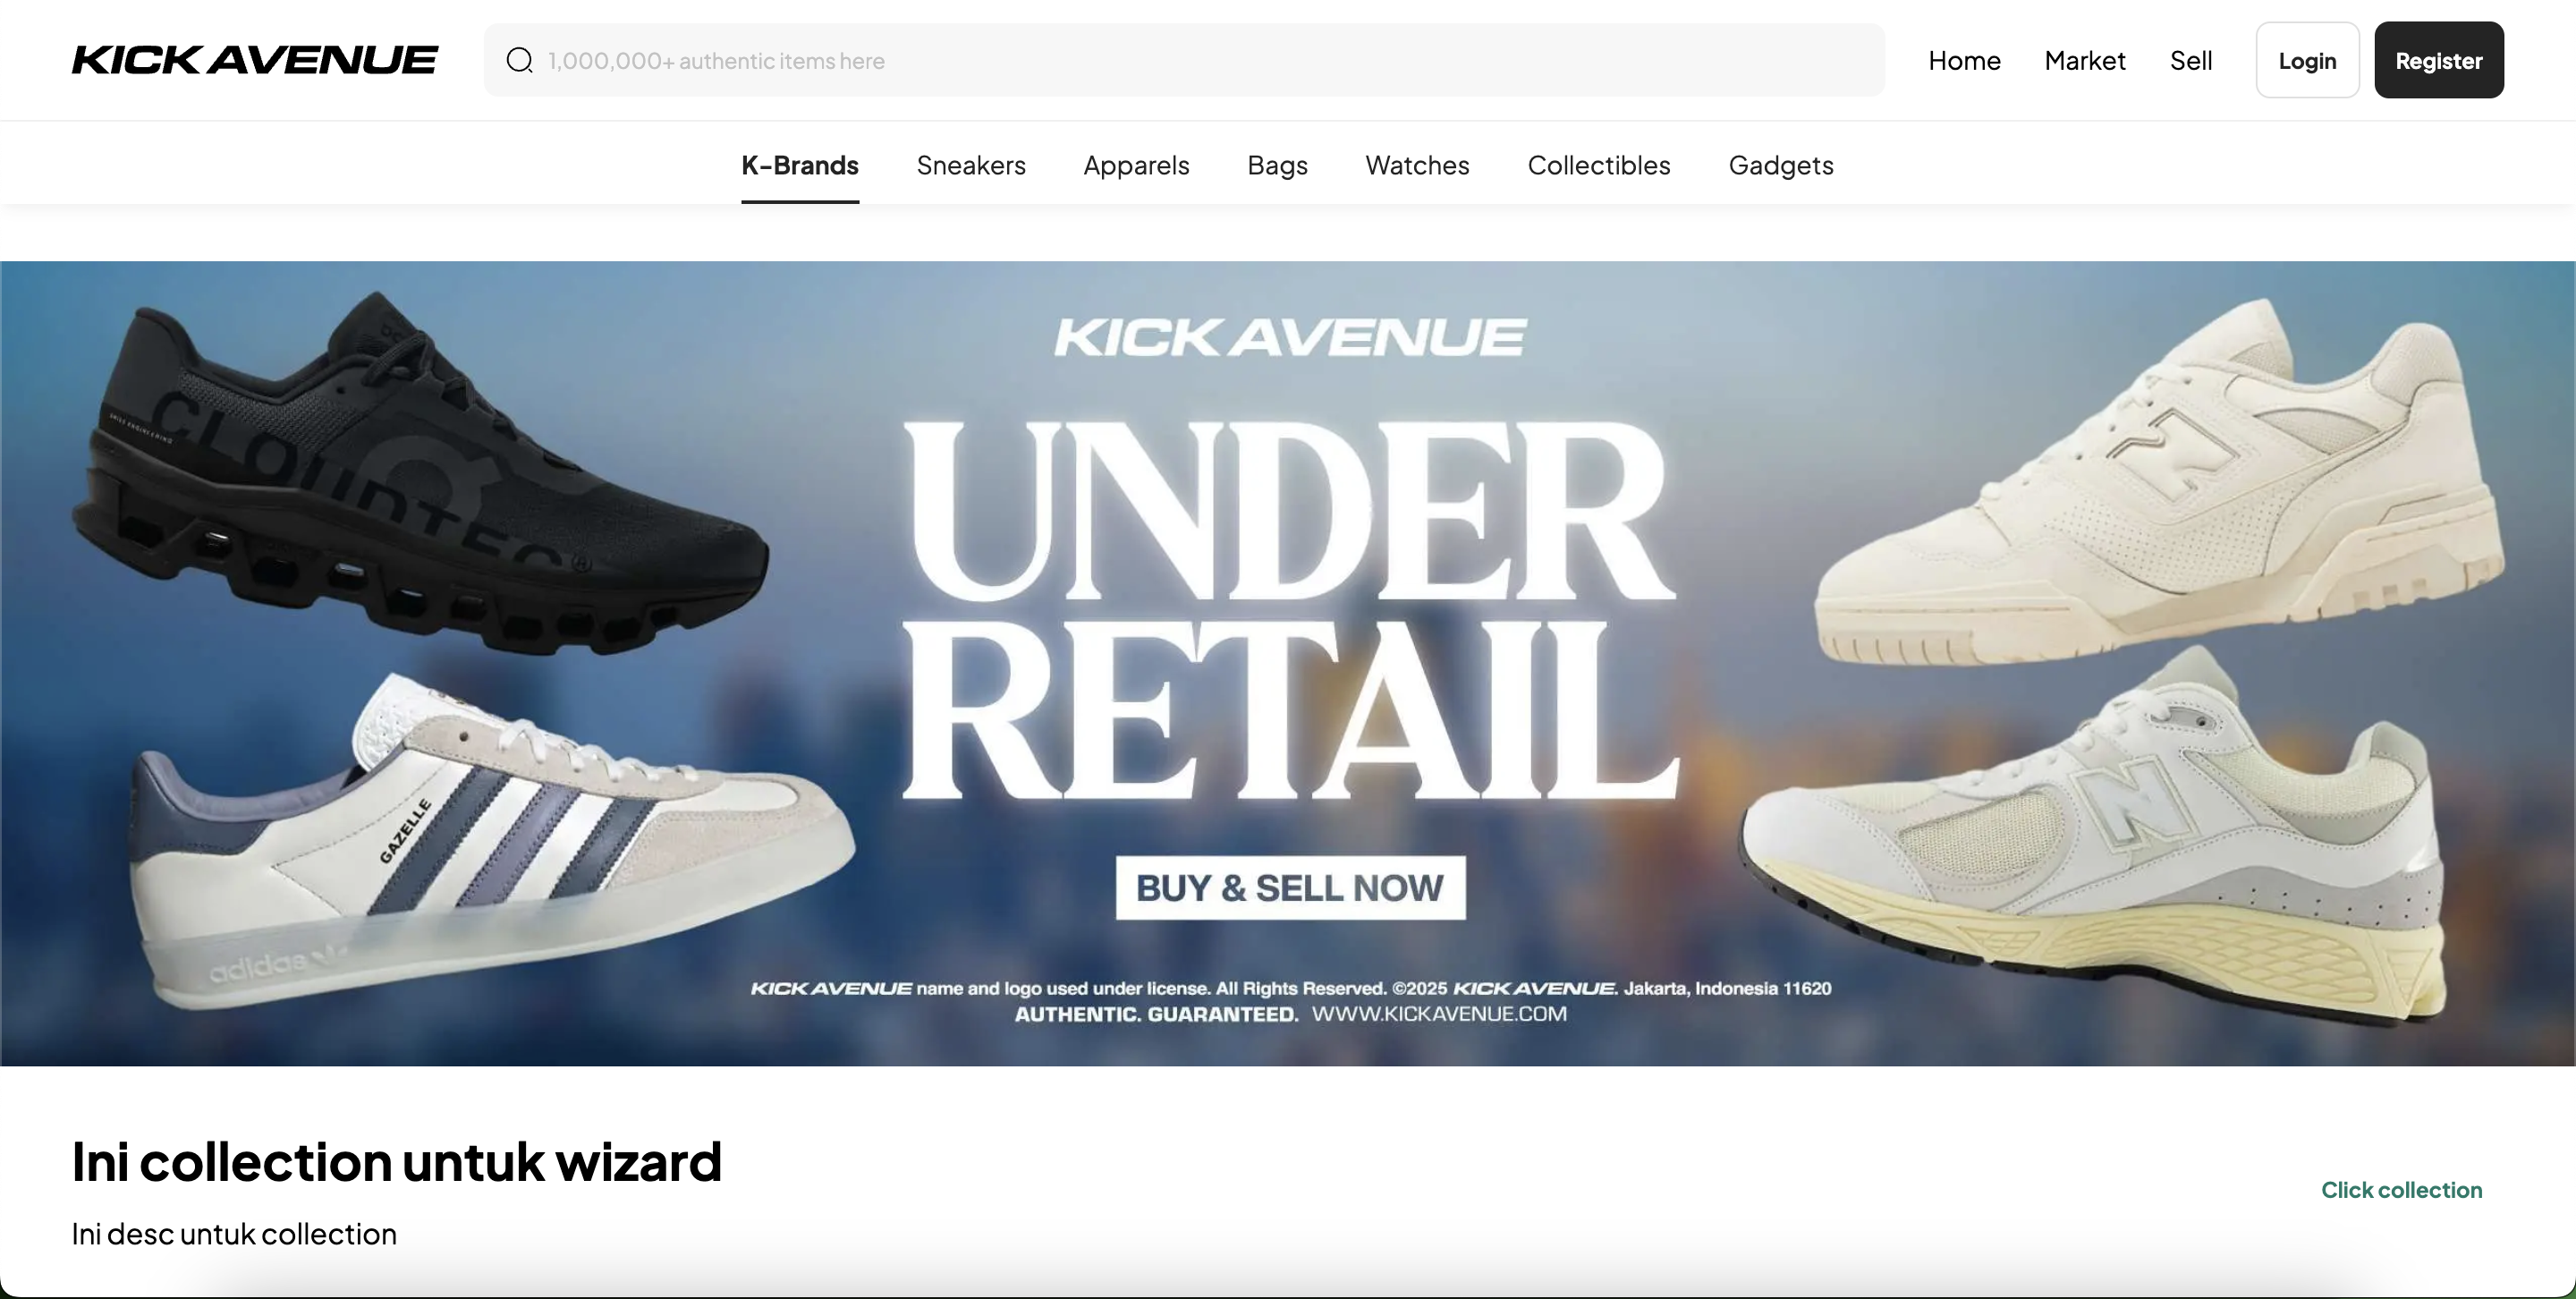 KICK AVENUE
1,000,000+ authentic items here
Home Market Sell Login Register
K-Brands Sneakers Apparels Bags Watches Collectibles Gadgets
KICK AVENUE
UNDER
RETAIL
BUY & SELL NOW
KICK AVENUE name and logo used under license. All Rights Reserved. ©2025 KICK AVENUE. Jakarta, Indonesia 11620
AUTHENTIC. GUARANTEED. WWW.KICKAVENUE.COM
CLOUDTEC®
GAZELLE
adidas
N
N
Ini collection untuk wizard
Click collection
Ini desc untuk collection